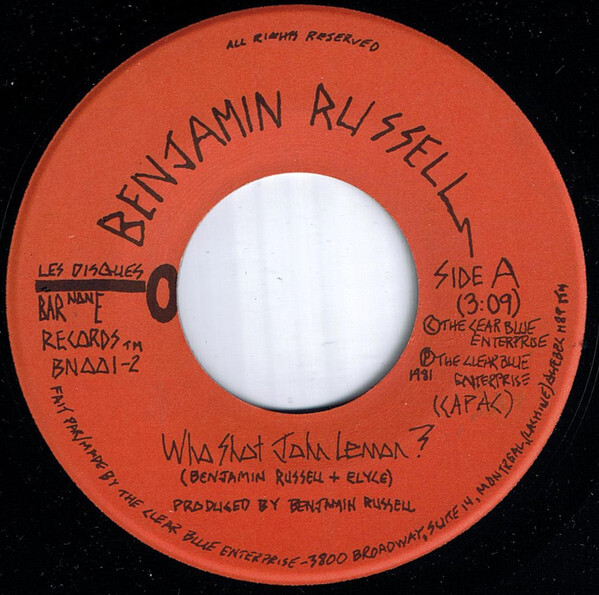 ALL RIGHTS RESERVED
BENJAMIN RUSSELL
LES DISQUES
BAR NONE
RECORDS TM
BN001-2
SIDE A
(3:09)
© THE CLEAR BLUE
ENTERPRISE
℗ THE CLEAR BLUE
1981 ENTERPRISE
(CAPAC)
Who Shot John Lemon?
(BENJAMIN RUSSELL + ELYCE)
PRODUCED BY BENJAMIN RUSSELL
FAIT PAR/MADE BY THE CLEAR BLUE ENTERPRISE-3800 BROADWAY, SUITE 14, MONTREAL, (LACHINE) QUEBEC H8P